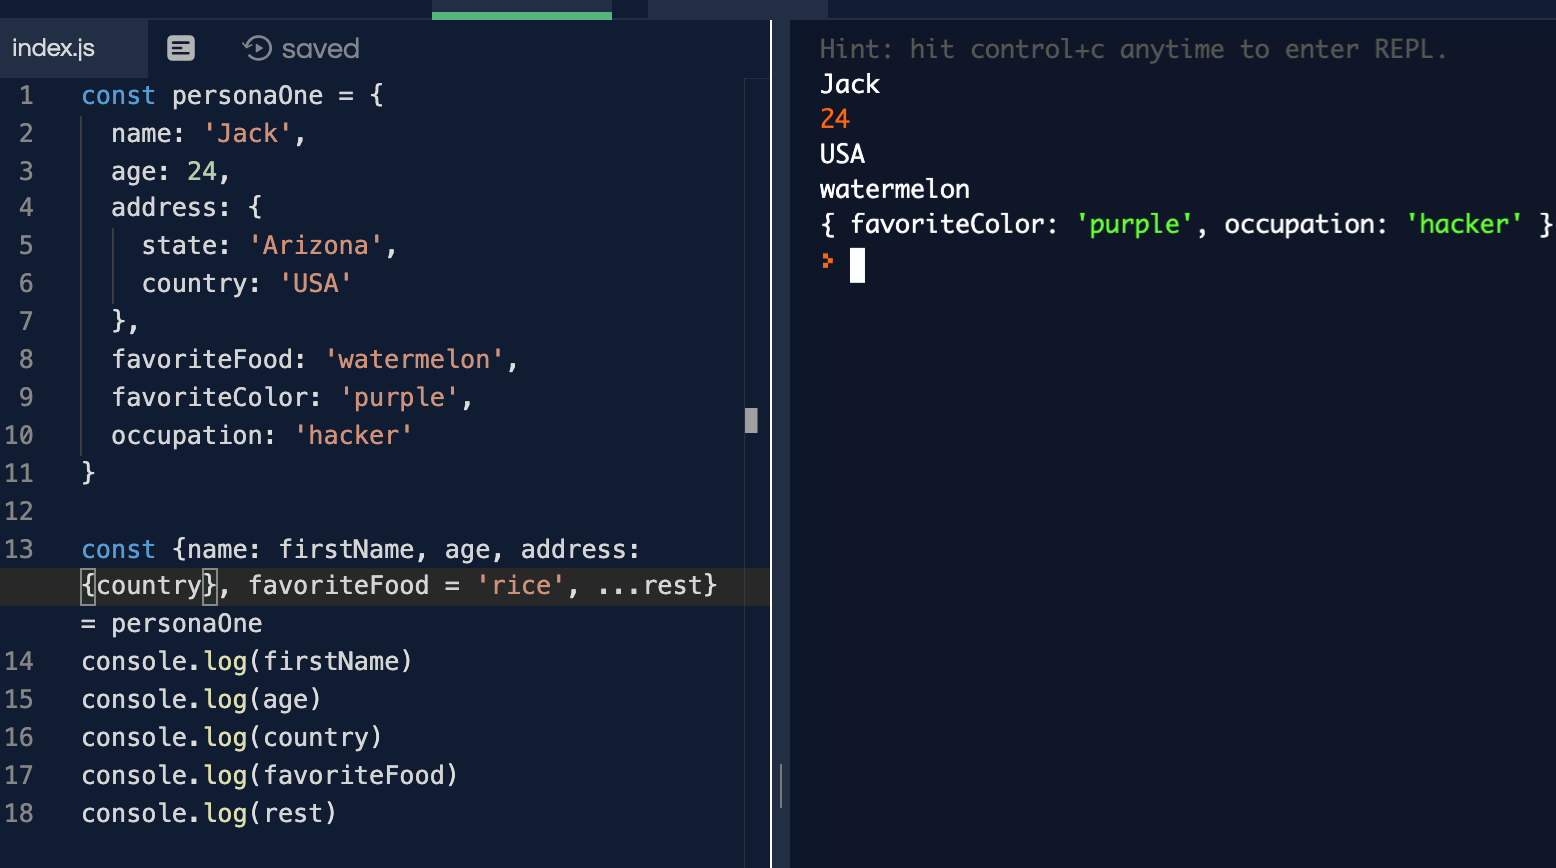 index.js saved
1 const personaOne = {
2 name: 'Jack',
3 age: 24,
4 address: {
5 state: 'Arizona',
6 country: 'USA'
7 },
8 favoriteFood: 'watermelon',
9 favoriteColor: 'purple',
10 occupation: 'hacker'
11 }
12
13 const {name: firstName, age, address:
{country}, favoriteFood = 'rice', ...rest}
= personaOne
14 console.log(firstName)
15 console.log(age)
16 console.log(country)
17 console.log(favoriteFood)
18 console.log(rest)
Hint: hit control+c anytime to enter REPL.
Jack
24
USA
watermelon
{ favoriteColor: 'purple', occupation: 'hacker' }